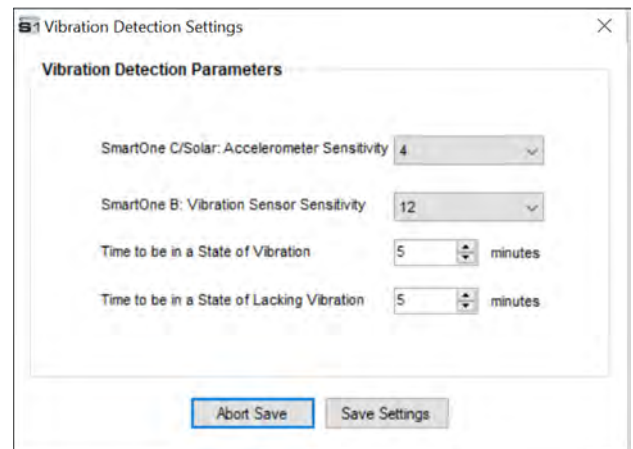 S1 Vibration Detection Settings
Vibration Detection Parameters
SmartOne C/Solar: Accelerometer Sensitivity 4
SmartOne B: Vibration Sensor Sensitivity 12
Time to be in a State of Vibration 5 minutes
Time to be in a State of Lacking Vibration 5 minutes
Abort Save Save Settings